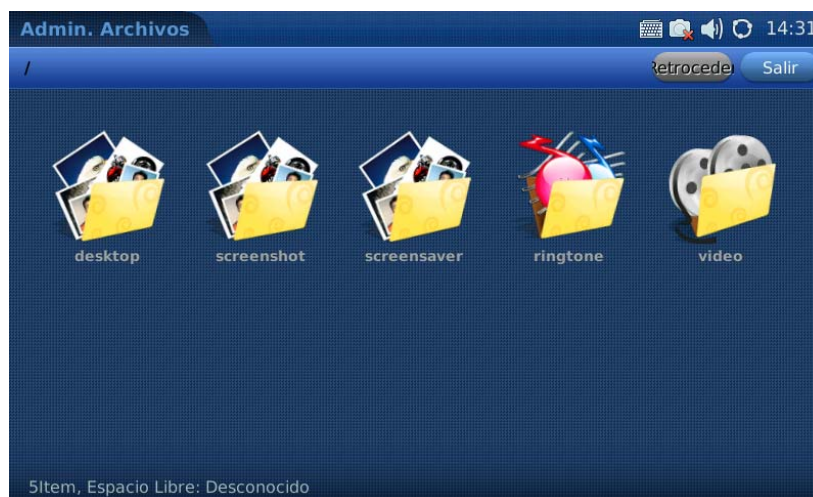 Admin. Archivos 14:31
/ Retroceder Salir
desktop screenshot screensaver ringtone video
5Item, Espacio Libre: Desconocido